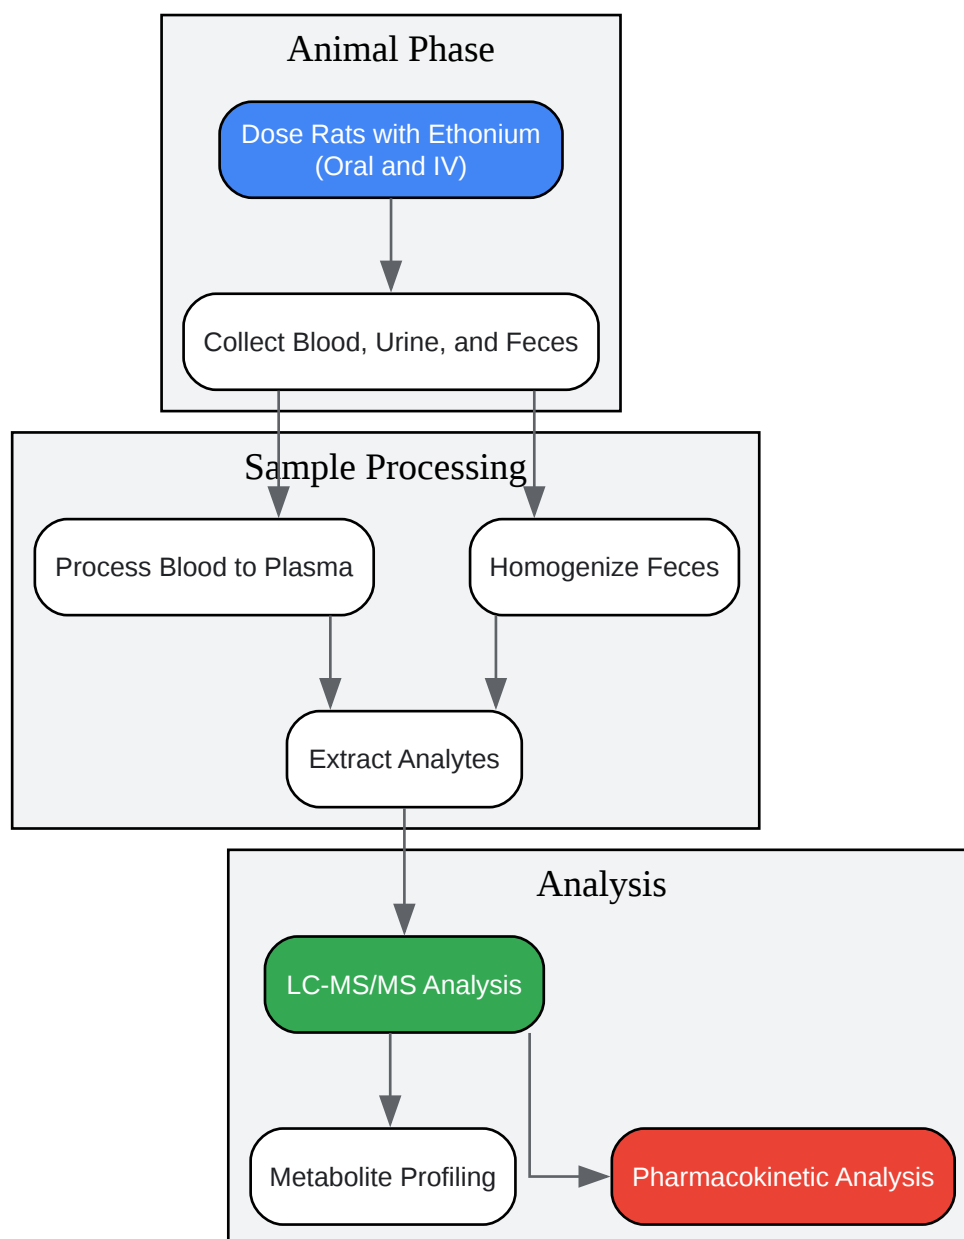 Animal Phase
Dose Rats with Ethonium
(Oral and IV)
Collect Blood, Urine, and Feces
Sample Processing
Process Blood to Plasma
Homogenize Feces
Extract Analytes
Analysis
LC-MS/MS Analysis
Metabolite Profiling
Pharmacokinetic Analysis